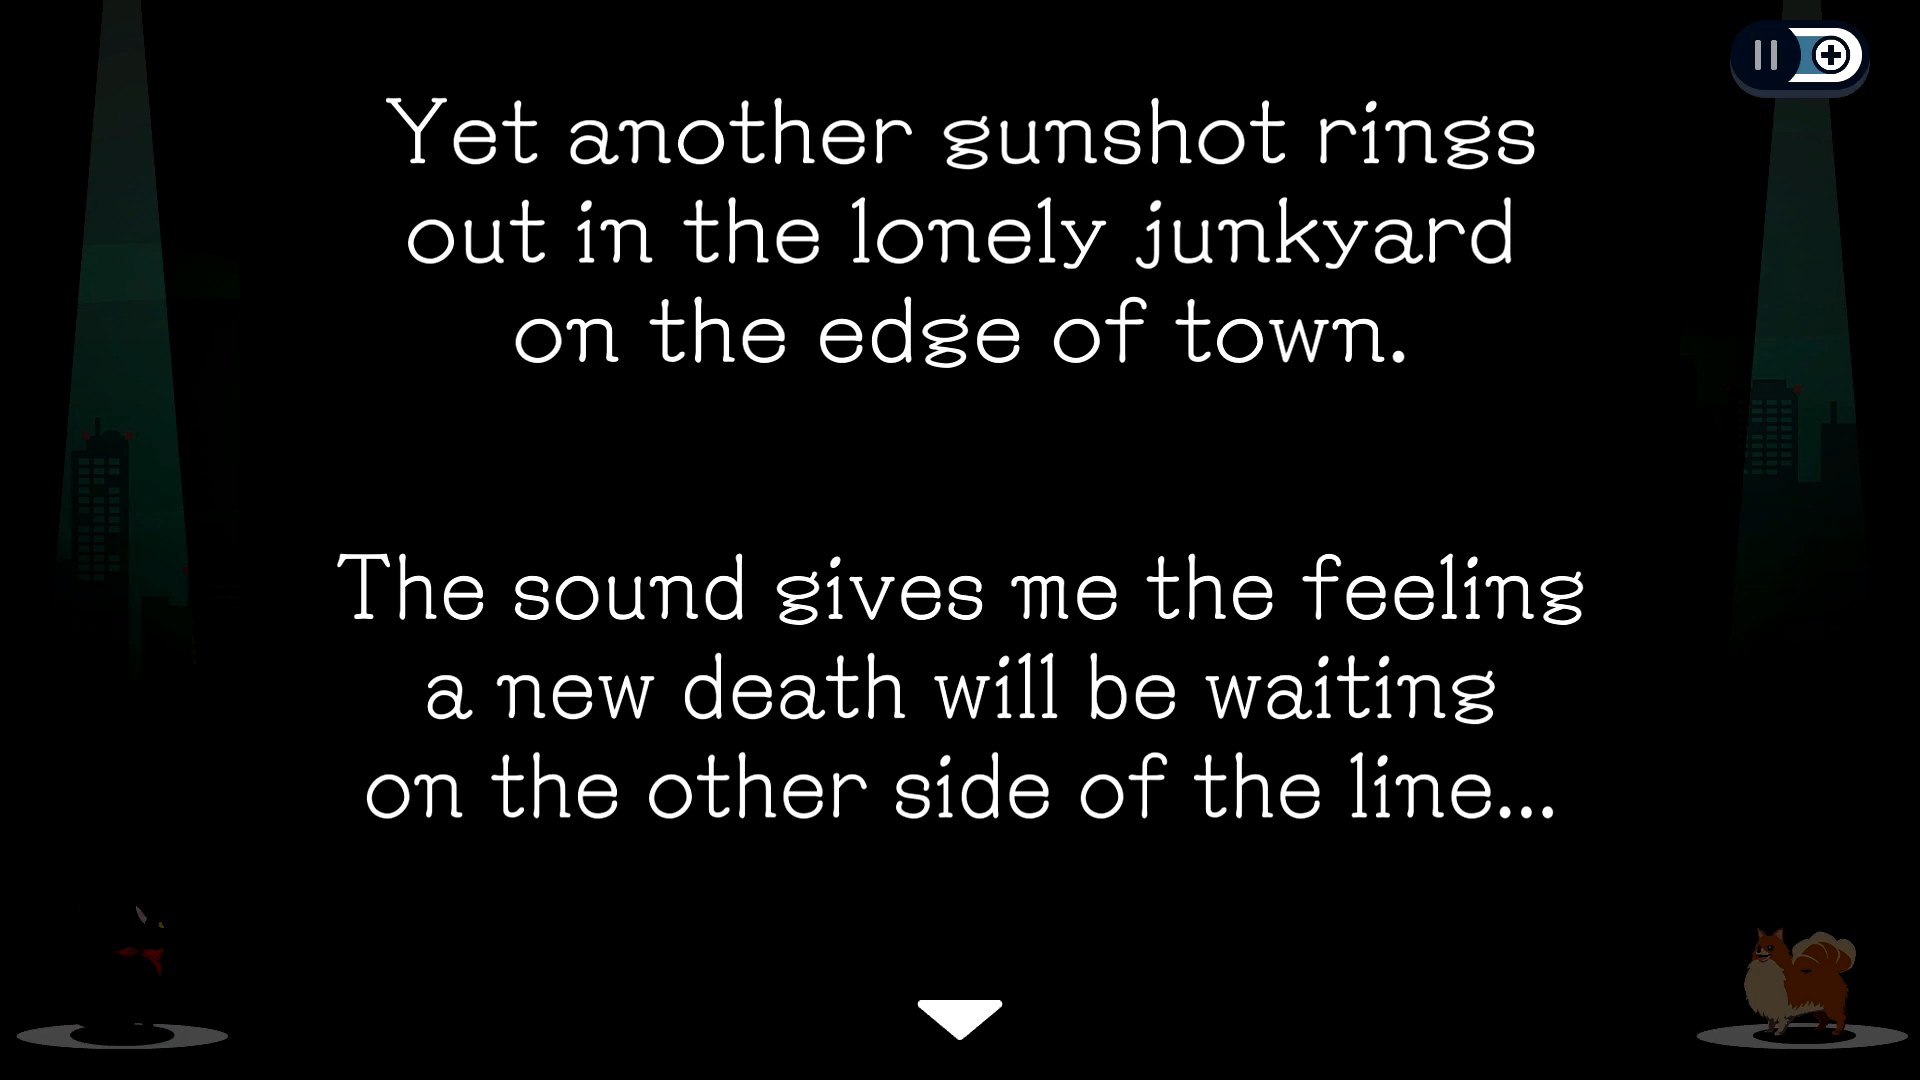 Yet another gunshot rings
out in the lonely junkyard
on the edge of town.
The sound gives me the feeling
a new death will be waiting
on the other side of the line...